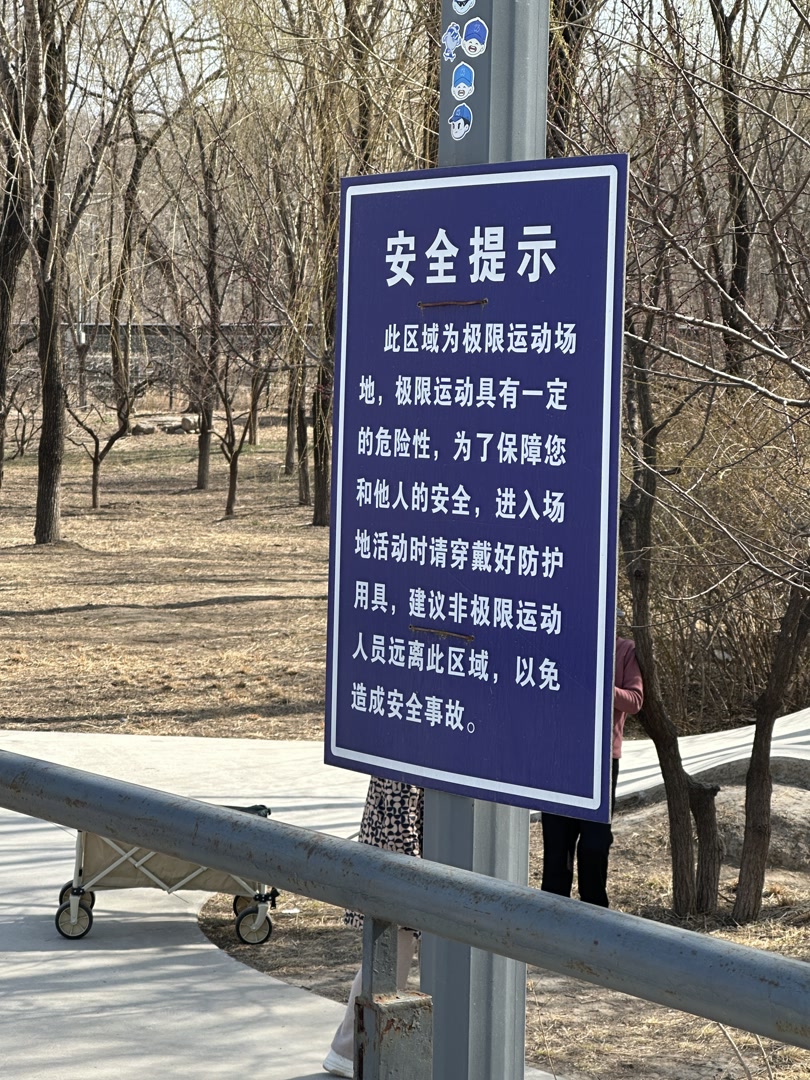 安全提示
此区域为极限运动场
地，极限运动具有一定
的危险性，为了保障您
和他人的安全，进入场
地活动时请穿戴好防护
用具，建议非极限运动
人员远离此区域，以免
造成安全事故。